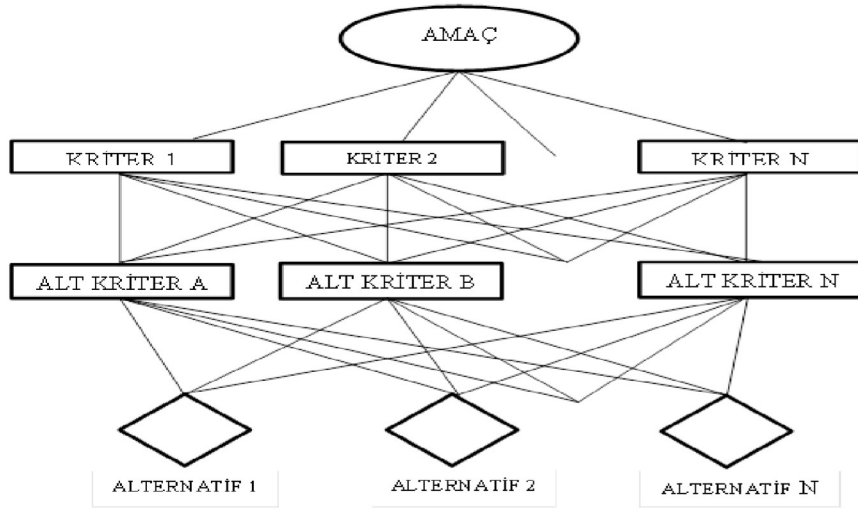 AMAÇ
KRİTER 1
KRİTER 2
KRİTER N
ALT KRİTER A
ALT KRİTER B
ALT KRİTER N
ALTERNATİF 1
ALTERNATİF 2
ALTERNATİF N